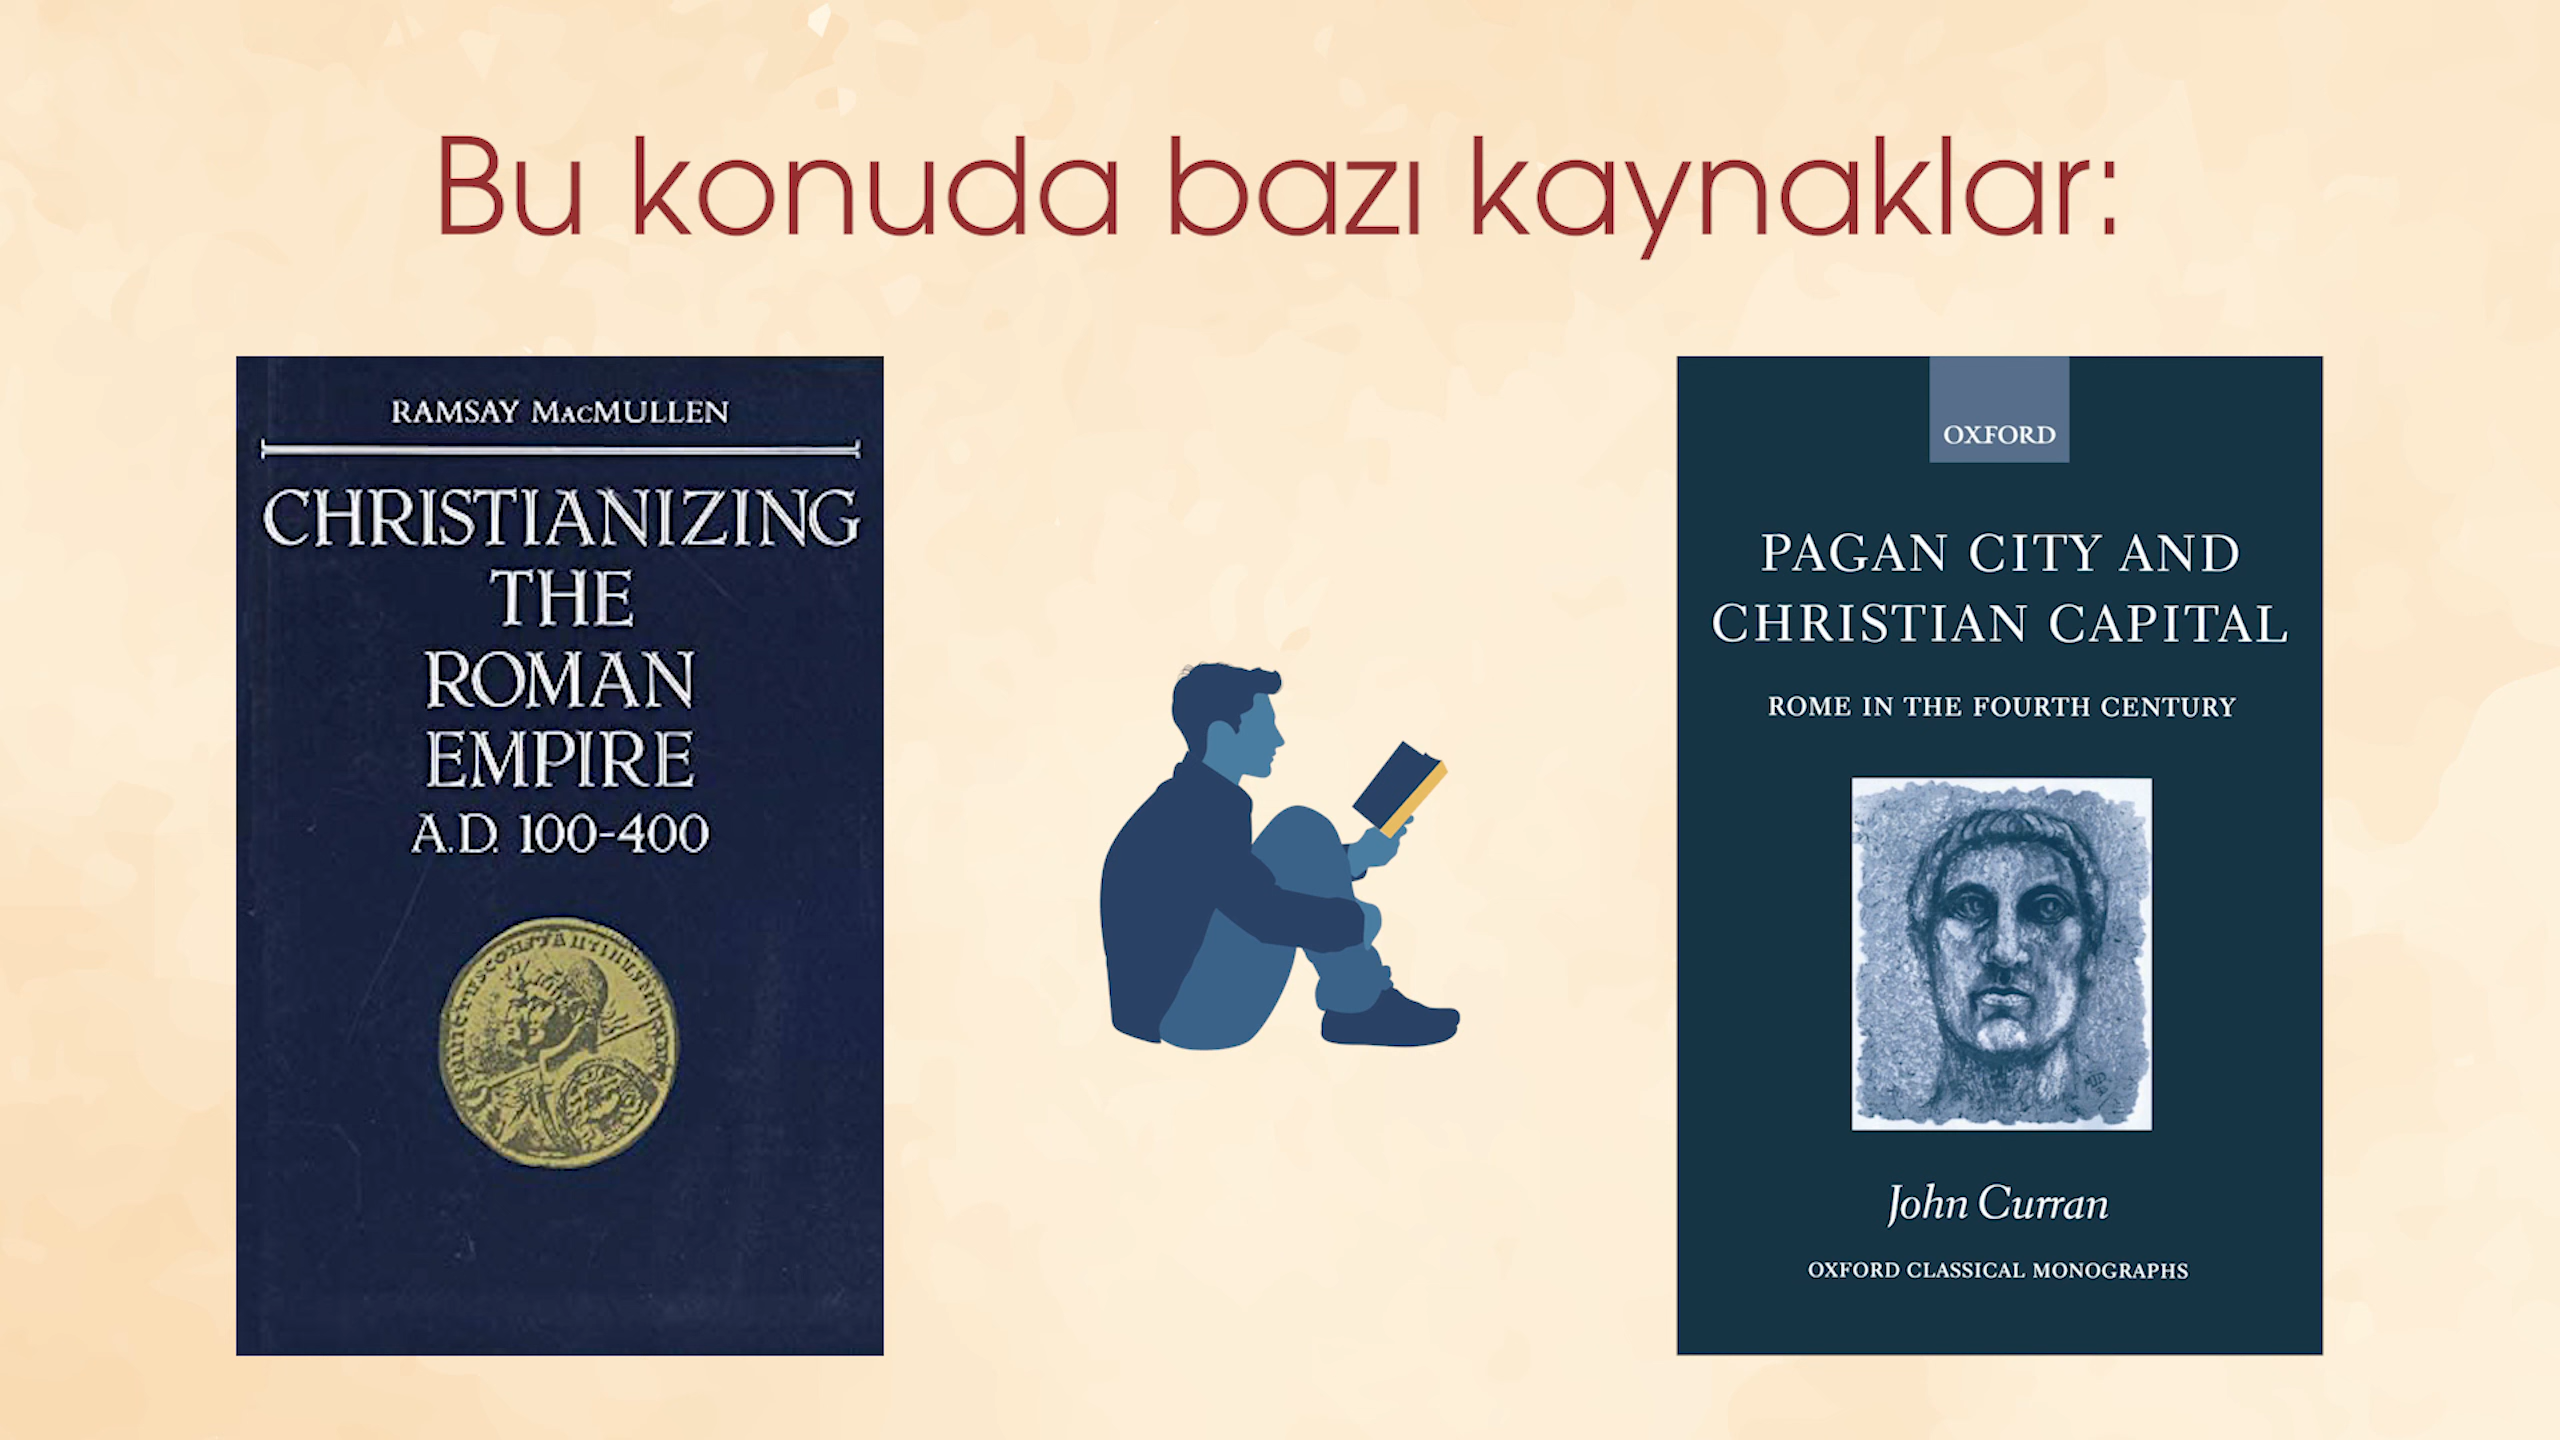 Bu konuda bazı kaynaklar:
RAMSAY MACMULLEN
CHRISTIANIZING
THE
ROMAN
EMPIRE
A.D. 100-400
OXFORD
PAGAN CITY AND
CHRISTIAN CAPITAL
ROME IN THE FOURTH CENTURY
John Curran
OXFORD CLASSICAL MONOGRAPHS